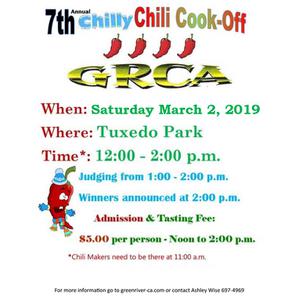 7th Annual Chilly Chili Cook-Off
GRCA
When: Saturday March 2, 2019
Where: Tuxedo Park
Time*: 12:00 - 2:00 p.m.
Judging from 1:00 - 2:00 p.m.
Winners announced at 2:00 p.m.
Admission & Tasting Fee:
$5.00 per person - Noon to 2:00 p.m.
*Chili Makers need to be there at 11:00 a.m.
For more information go to greenriver-ca.com or contact Ashley Wise 697-4969